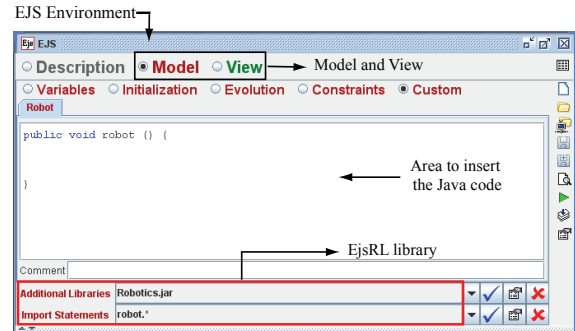 EJS Environment
Ejs EJS
Description Model View Model and View
Variables Initialization Evolution Constraints Custom
Robot
public void robot () {
Area to insert
the Java code
}
EjsRL library
Comment
Additional Libraries Robotics.jar
Import Statements robot.*